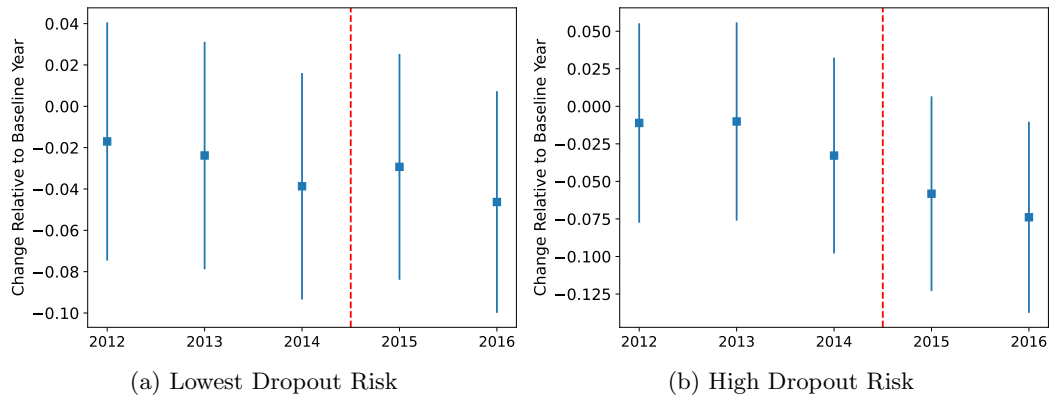 Change Relative to Baseline Year
0.04
0.02
0.00
−0.02
−0.04
−0.06
−0.08
−0.10
2012 2013 2014 2015 2016
(a) Lowest Dropout Risk
Change Relative to Baseline Year
0.050
0.025
0.000
−0.025
−0.050
−0.075
−0.100
−0.125
2012 2013 2014 2015 2016
(b) High Dropout Risk